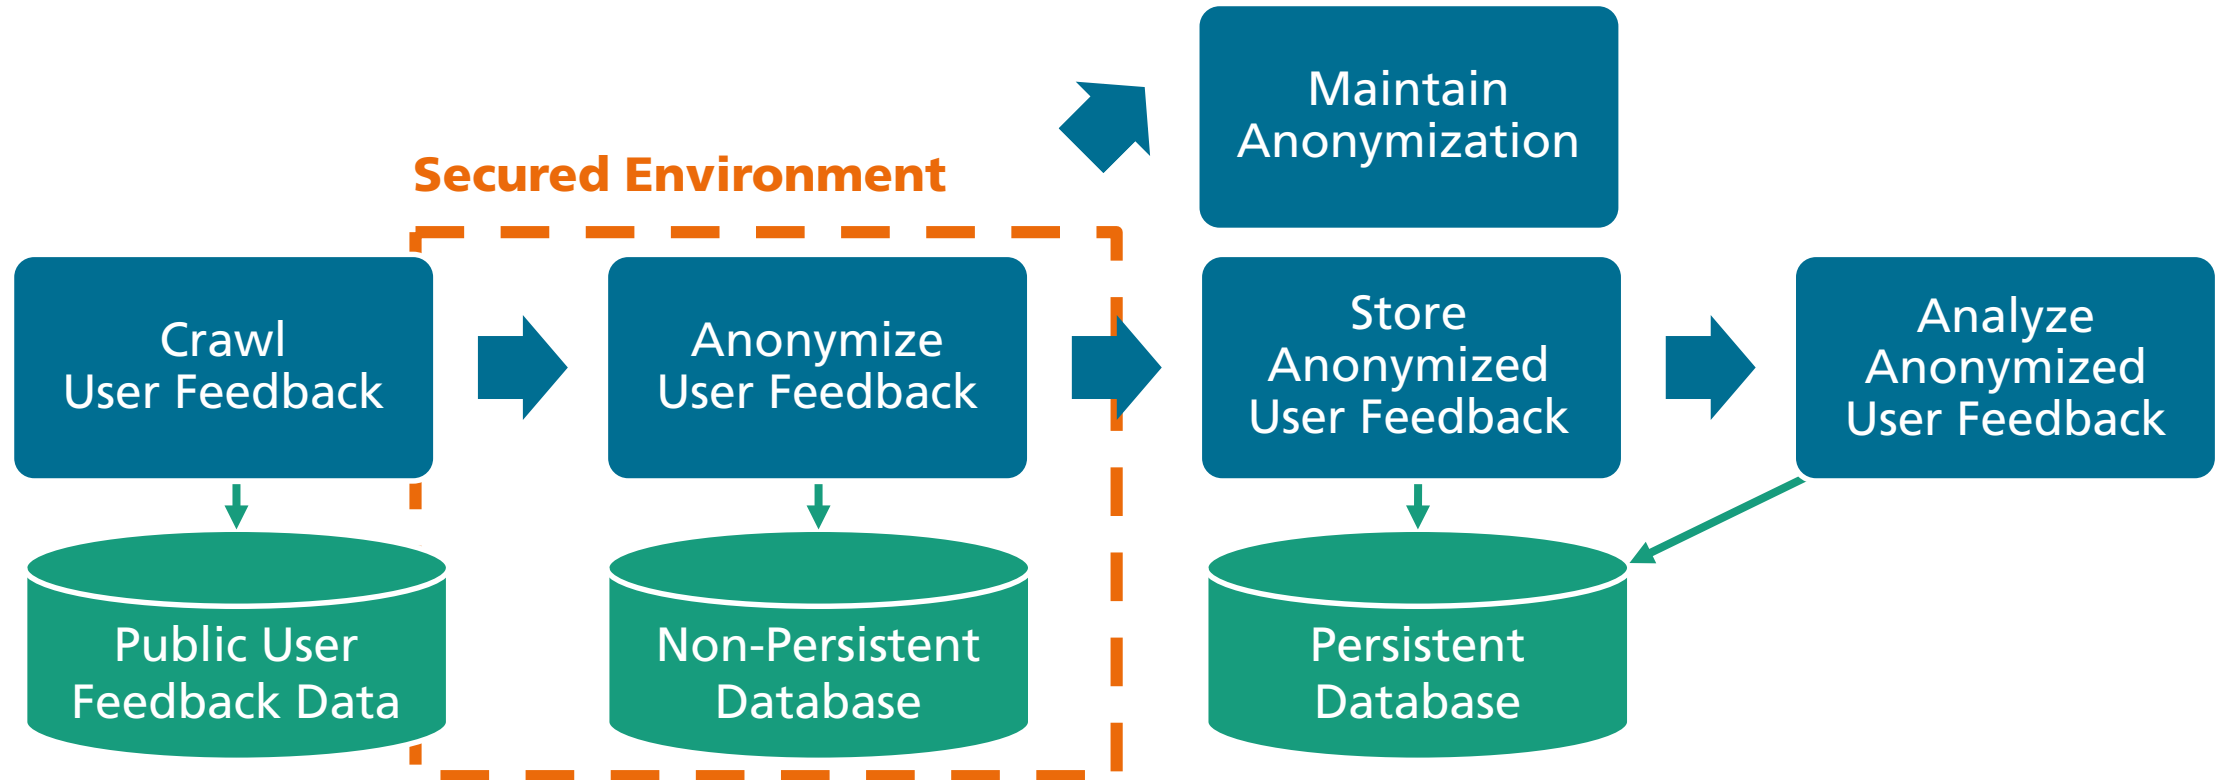 Maintain
Anonymization
Secured Environment
Crawl
User Feedback
Anonymize
User Feedback
Store
Anonymized
User Feedback
Analyze
Anonymized
User Feedback
Public User
Feedback Data
Non-Persistent
Database
Persistent
Database